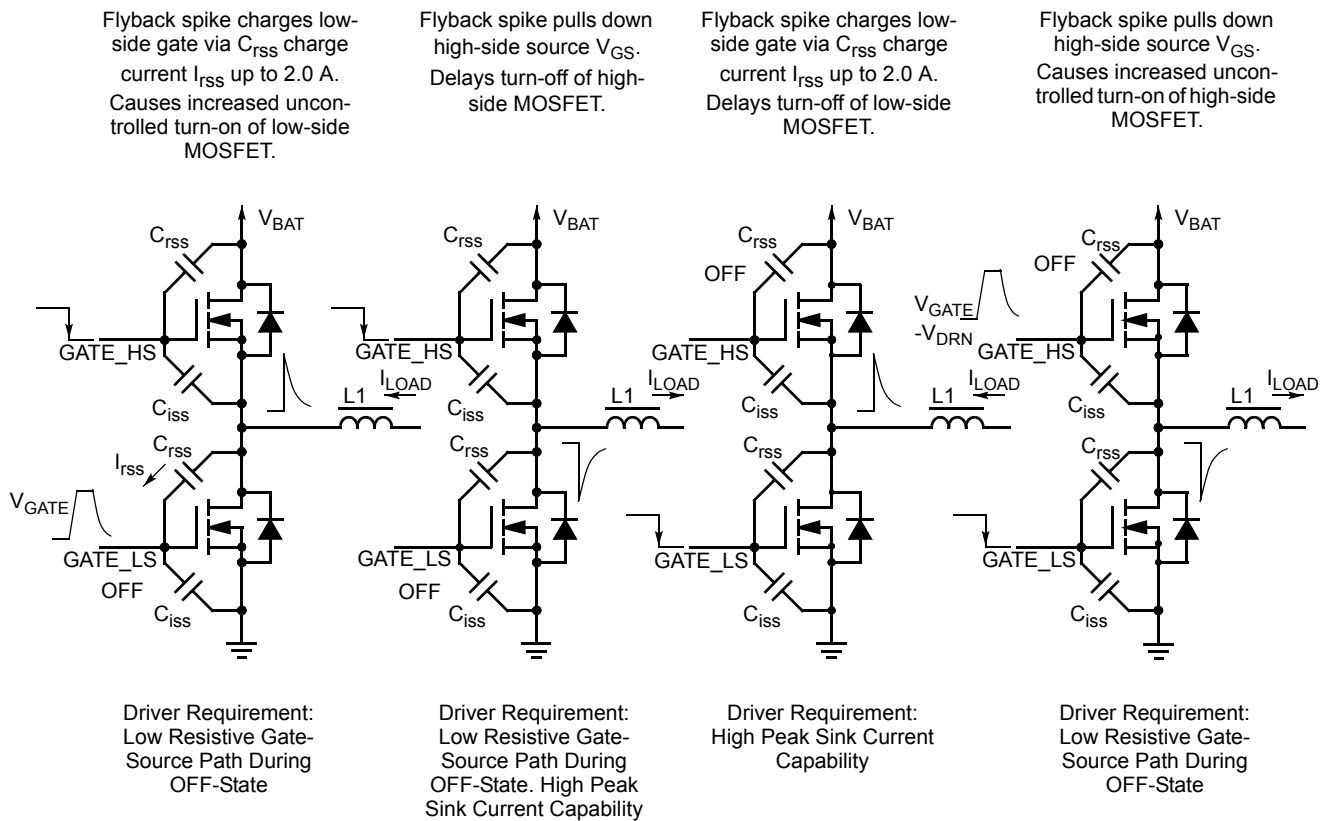 Flyback spike charges low-
side gate via Crss charge
current Irss up to 2.0 A.
Causes increased uncon-
trolled turn-on of low-side
MOSFET.
Flyback spike pulls down
high-side source VGS.
Delays turn-off of high-
side MOSFET.
Flyback spike charges low-
side gate via Crss charge
current Irss up to 2.0 A.
Delays turn-off of low-side
MOSFET.
Flyback spike pulls down
high-side source VGS.
Causes increased uncon-
trolled turn-on of high-side
MOSFET.
VBAT
Crss
GATE_HS
Ciss
ILOAD
L1
Crss
Irss
VGATE
GATE_LS
OFF
Ciss
VBAT
Crss
GATE_HS
Ciss
ILOAD
L1
Crss
GATE_LS
OFF
Ciss
VBAT
Crss
OFF
GATE_HS
Ciss
ILOAD
L1
Crss
GATE_LS
Ciss
VBAT
Crss
OFF
VGATE
-VDRN
GATE_HS
Ciss
ILOAD
L1
Crss
GATE_LS
Ciss
Driver Requirement:
Low Resistive Gate-
Source Path During
OFF-State
Driver Requirement:
Low Resistive Gate-
Source Path During
OFF-State. High Peak
Sink Current Capability
Driver Requirement:
High Peak Sink Current
Capability
Driver Requirement:
Low Resistive Gate-
Source Path During
OFF-State